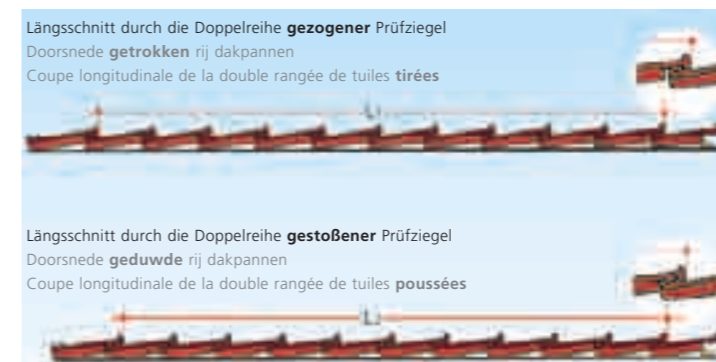 Längsschnitt durch die Doppelreihe gezogener Prüfziegel
Doorsnede getrokken rij dakpannen
Coupe longitudinale de la double rangée de tuiles tirées
Längsschnitt durch die Doppelreihe gestoßener Prüfziegel
Doorsnede geduwde rij dakpannen
Coupe longitudinale de la double rangée de tuiles poussées